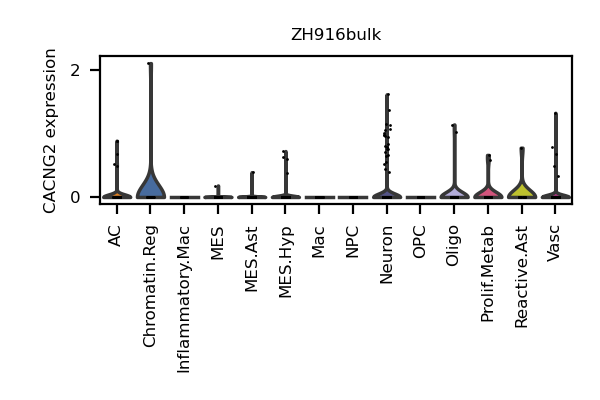 ZH916bulk
CACNG2 expression
2
0
AC
Chromatin.Reg
Inflammatory.Mac
MES
MES.Ast
MES.Hyp
Mac
NPC
Neuron
OPC
Oligo
Prolif.Metab
Reactive.Ast
Vasc